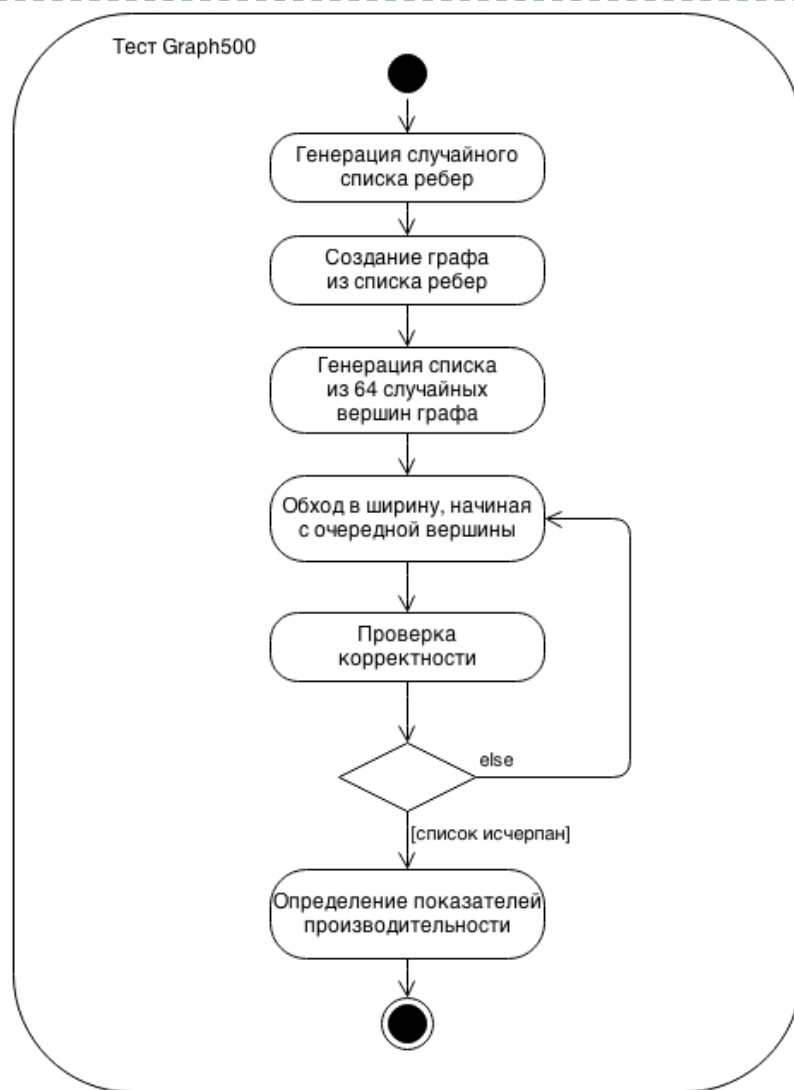 Тест Graph500
Генерация случайного
списка ребер
Создание графа
из списка ребер
Генерация списка
из 64 случайных
вершин графа
Обход в ширину, начиная
с очередной вершины
Проверка
корректности
else
[список исчерпан]
Определение показателей
производительности